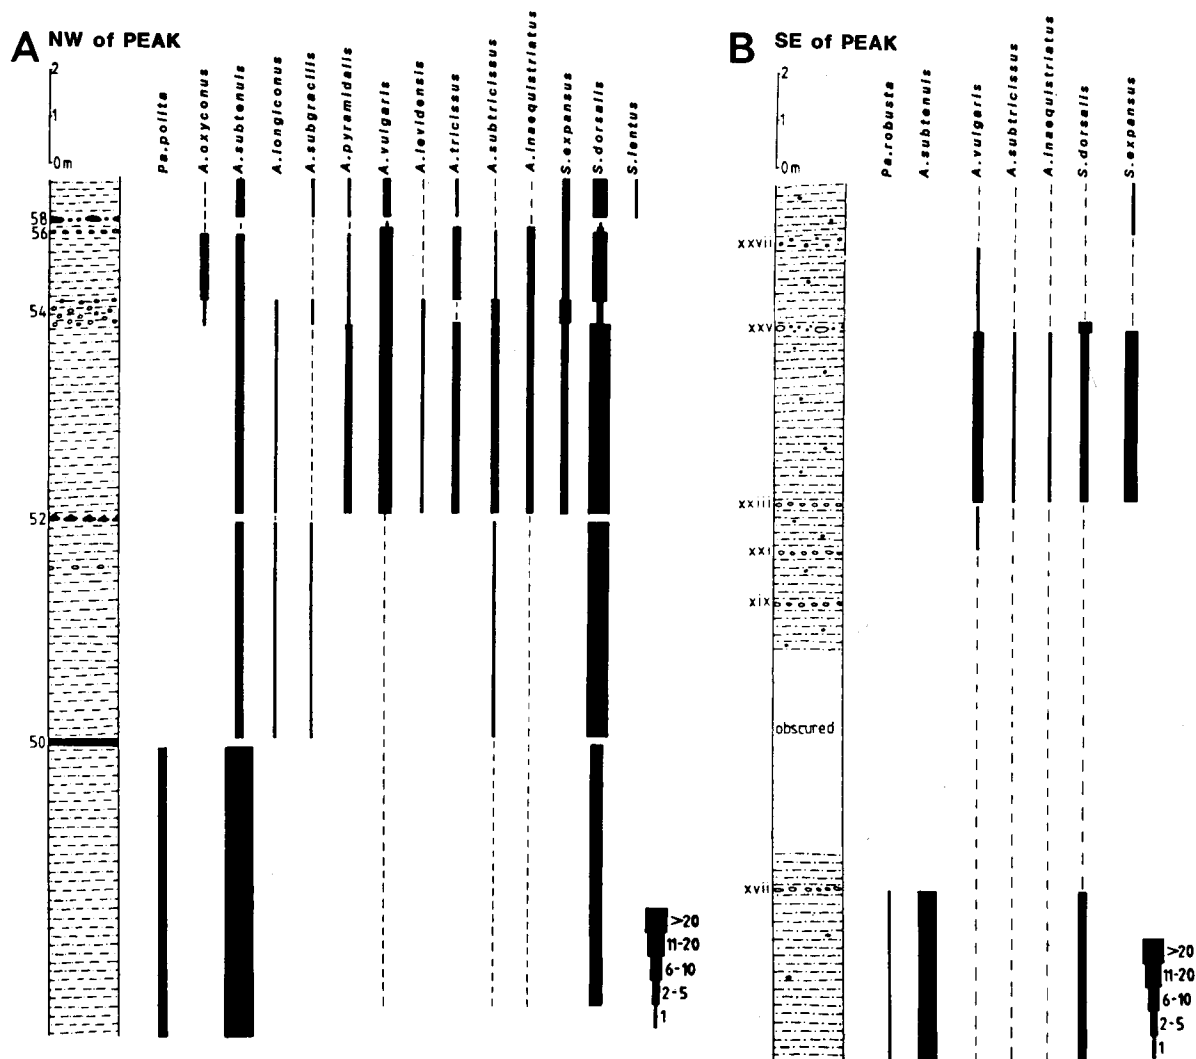 A NW of PEAK
2
1
0m
Pa.polita
A.oxyconus
A.subtenuis
A.longiconus
A.subgracilis
A.pyramidalis
A.vulgaris
A.levidensis
A.tricissus
A.subtricissus
A.inaequistriatus
S.expansus
S.dorsalis
S.lentus
58
56
54
52
50
>20
11-20
6-10
2-5
1
B SE of PEAK
2
1
0m
Pa.robusta
A.subtenuis
A.vulgaris
A.subtricissus
A.inaequistriatus
S.dorsalis
S.expansus
xxvii
xxv
xxiii
xxi
xix
obscured
xvii
>20
11-20
6-10
2-5
1